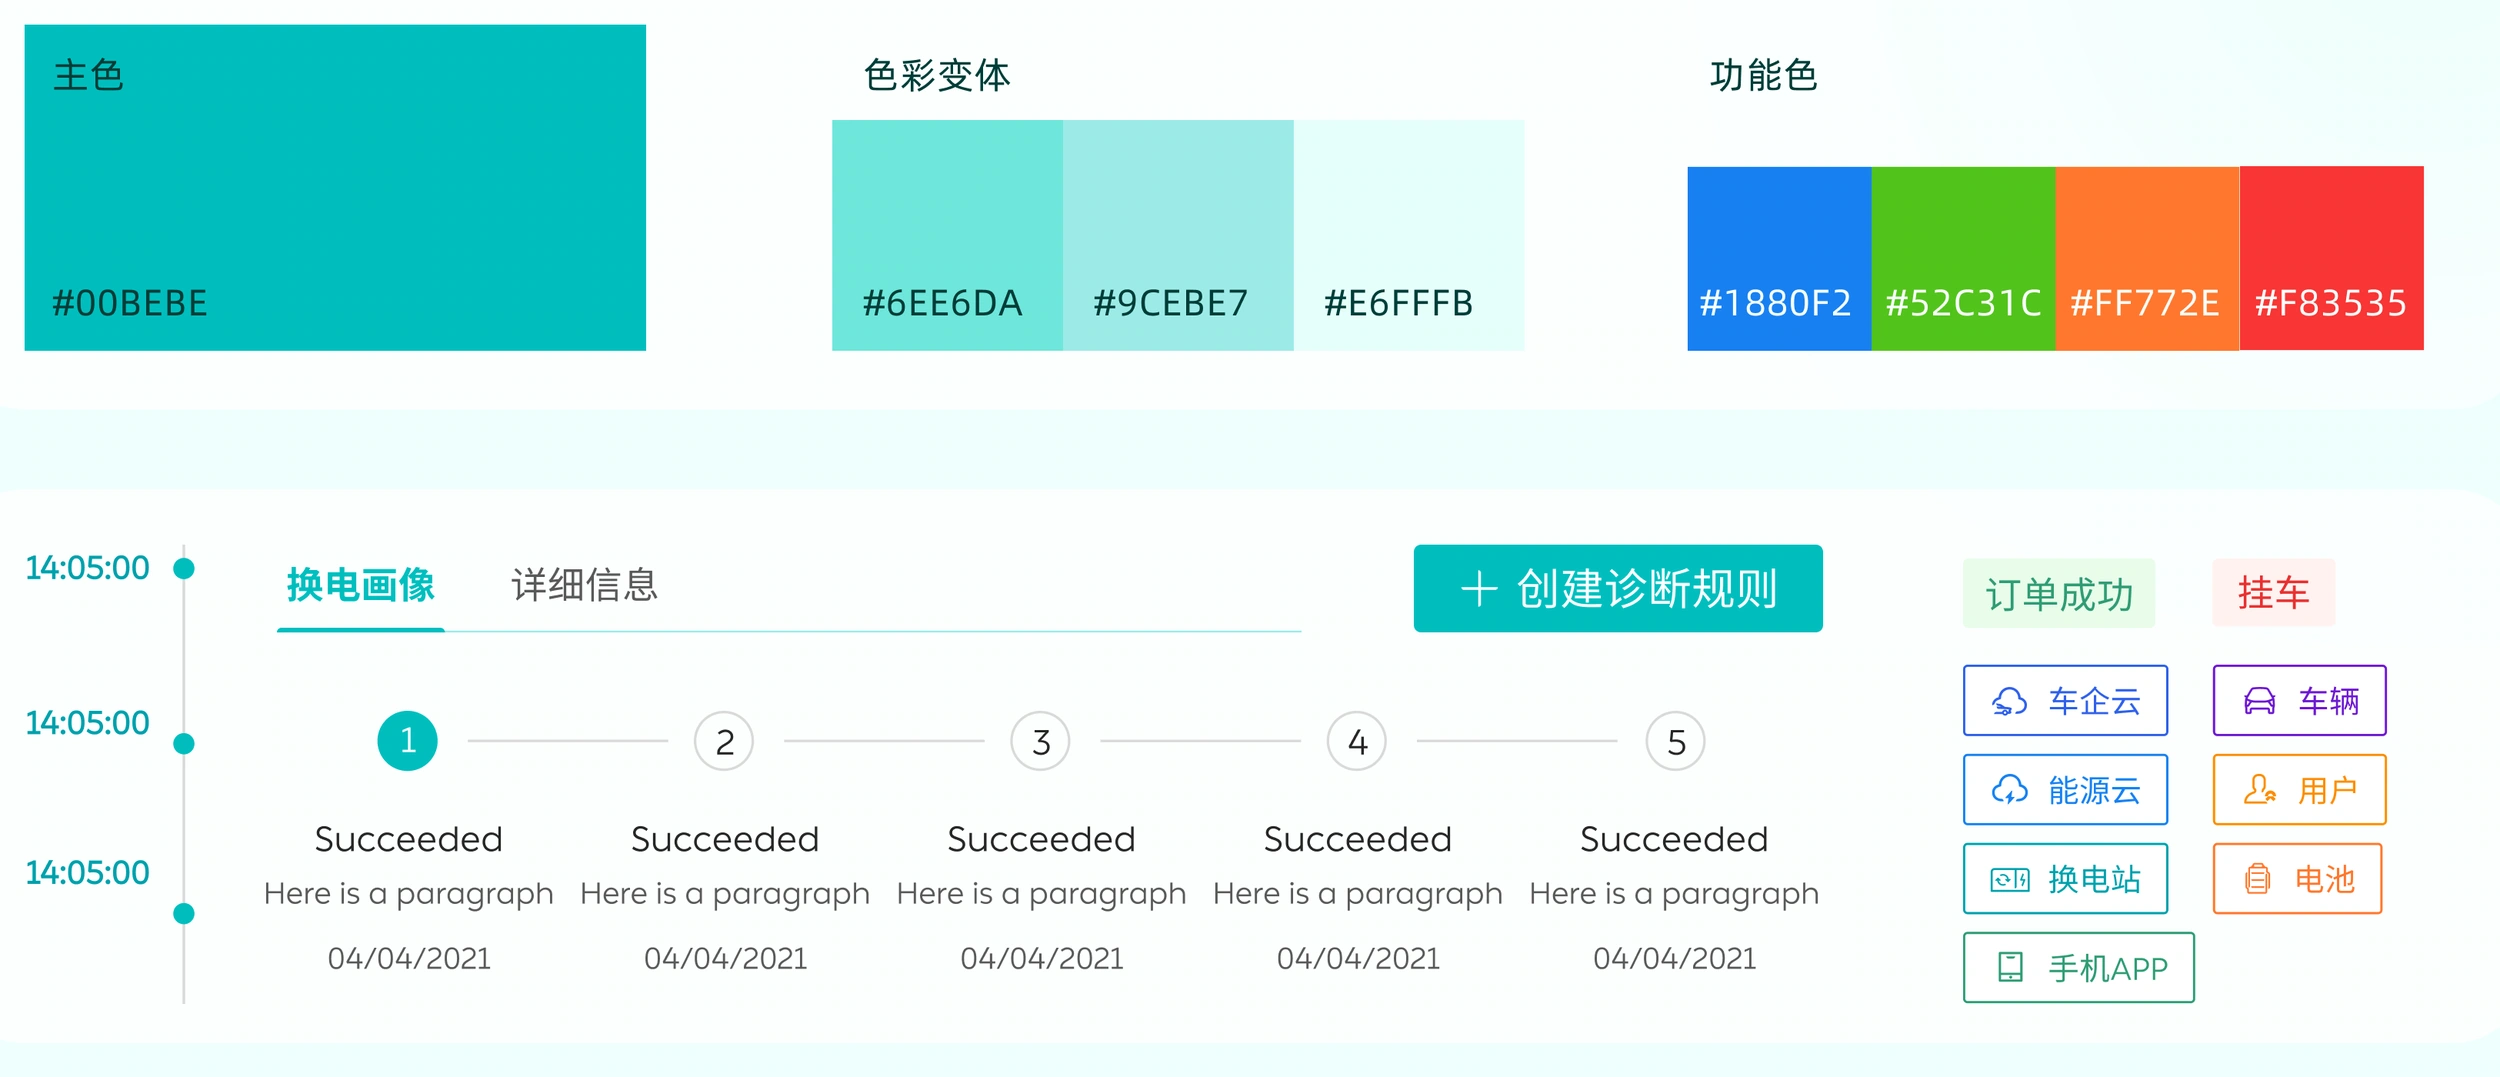 主色
#00BEBE
色彩变体
#6EE6DA
#9CEBE7
#E6FFFB
功能色
#1880F2
#52C31C
#FF772E
#F83535
14:05:00
14:05:00
14:05:00
换电画像
详细信息
创建诊断规则
1
2
3
4
5
Succeeded
Succeeded
Succeeded
Succeeded
Succeeded
Here is a paragraph
Here is a paragraph
Here is a paragraph
Here is a paragraph
Here is a paragraph
04/04/2021
04/04/2021
04/04/2021
04/04/2021
04/04/2021
订单成功
挂车
车企云
车辆
能源云
用户
换电站
电池
手机APP